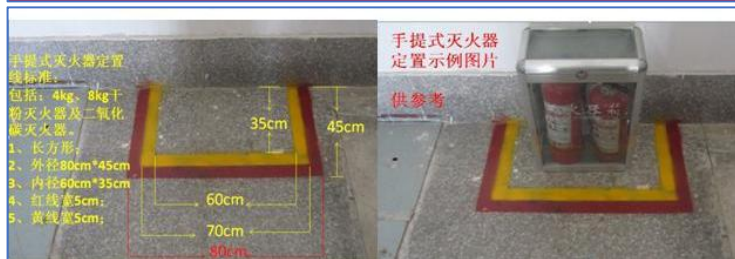 手提式灭火器定置
线标准：
包括：4kg、8kg干
粉灭火器及二氧化
碳灭火器。
1、长方形；
2、外径80cm*45cm
3、内径60cm*35cm
4、红线宽5cm；
5、黄线宽5cm；
35cm
45cm
60cm
70cm
80cm
手提式灭火器
定置示例图片
供参考
灭火器